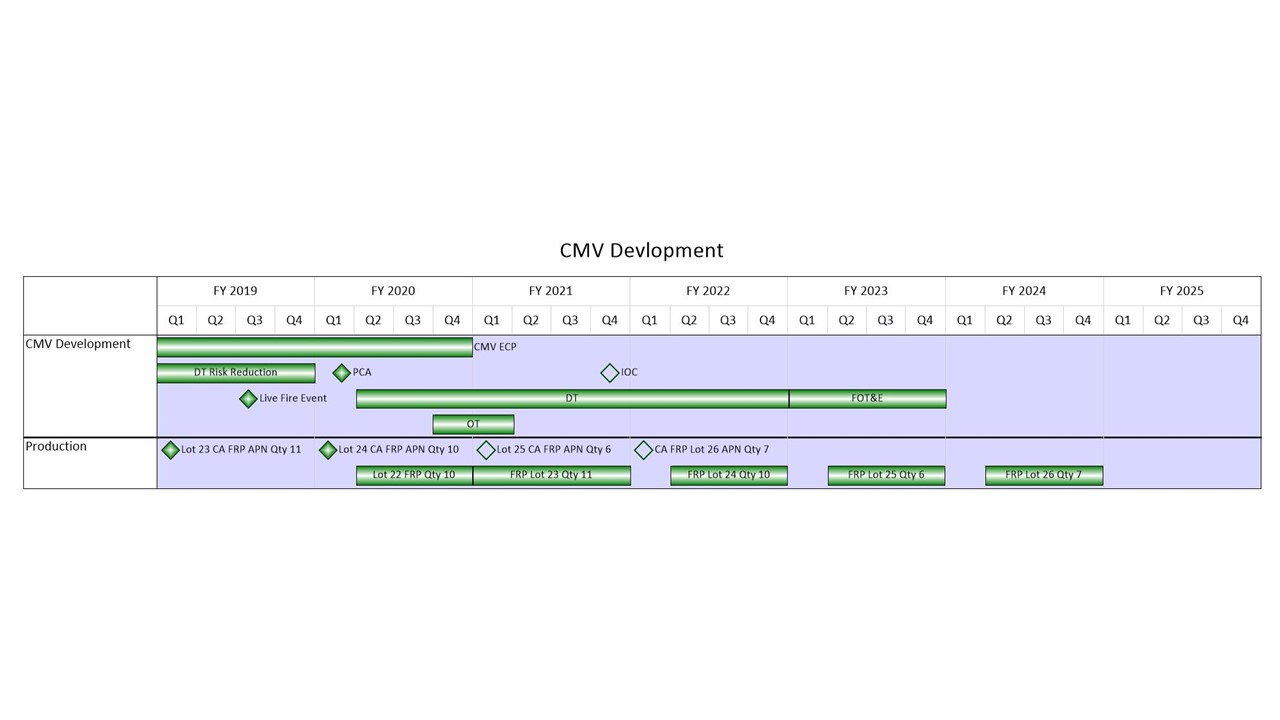 CMV Devlopment
FY 2019 FY 2020 FY 2021 FY 2022 FY 2023 FY 2024 FY 2025
Q1 Q2 Q3 Q4 Q1 Q2 Q3 Q4 Q1 Q2 Q3 Q4 Q1 Q2 Q3 Q4 Q1 Q2 Q3 Q4 Q1 Q2 Q3 Q4 Q1 Q2 Q3 Q4
CMV Development CMV ECP
DT Risk Reduction PCA IOC
Live Fire Event DT FOT&E
OT
Production Lot 23 CA FRP APN Qty 11 Lot 24 CA FRP APN Qty 10 Lot 25 CA FRP APN Qty 6 CA FRP Lot 26 APN Qty 7
Lot 22 FRP Qty 10 FRP Lot 23 Qty 11 FRP Lot 24 Qty 10 FRP Lot 25 Qty 6 FRP Lot 26 Qty 7